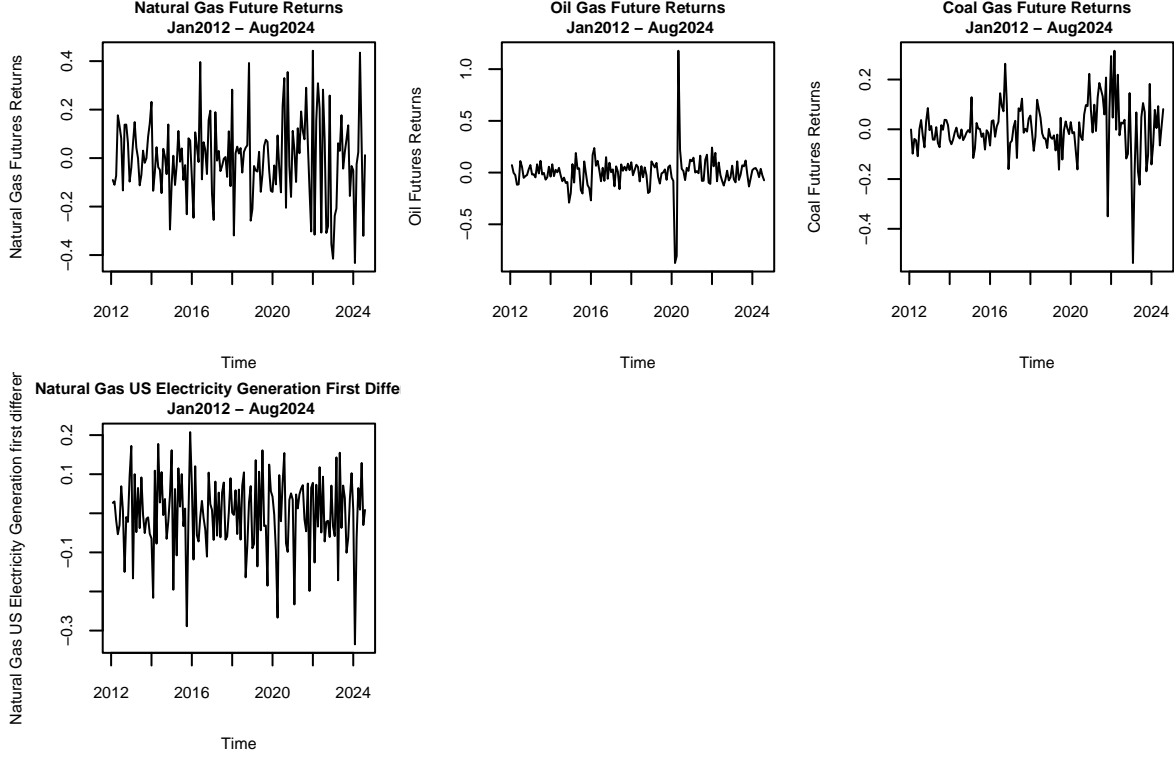 Natural Gas Future Returns
Jan2012 − Aug2024
Natural Gas Futures Returns
0.4
0.2
0.0
−0.2
−0.4
2012 2016 2020 2024
Time
Oil Gas Future Returns
Jan2012 − Aug2024
Oil Futures Returns
1.0
0.5
0.0
−0.5
2012 2016 2020 2024
Time
Coal Gas Future Returns
Jan2012 − Aug2024
Coal Futures Returns
0.2
0.0
−0.2
−0.4
2012 2016 2020 2024
Time
Natural Gas US Electricity Generation First Diffe
Jan2012 − Aug2024
Natural Gas US Electricity Generation first differer
0.2
0.1
−0.1
−0.3
2012 2016 2020 2024
Time